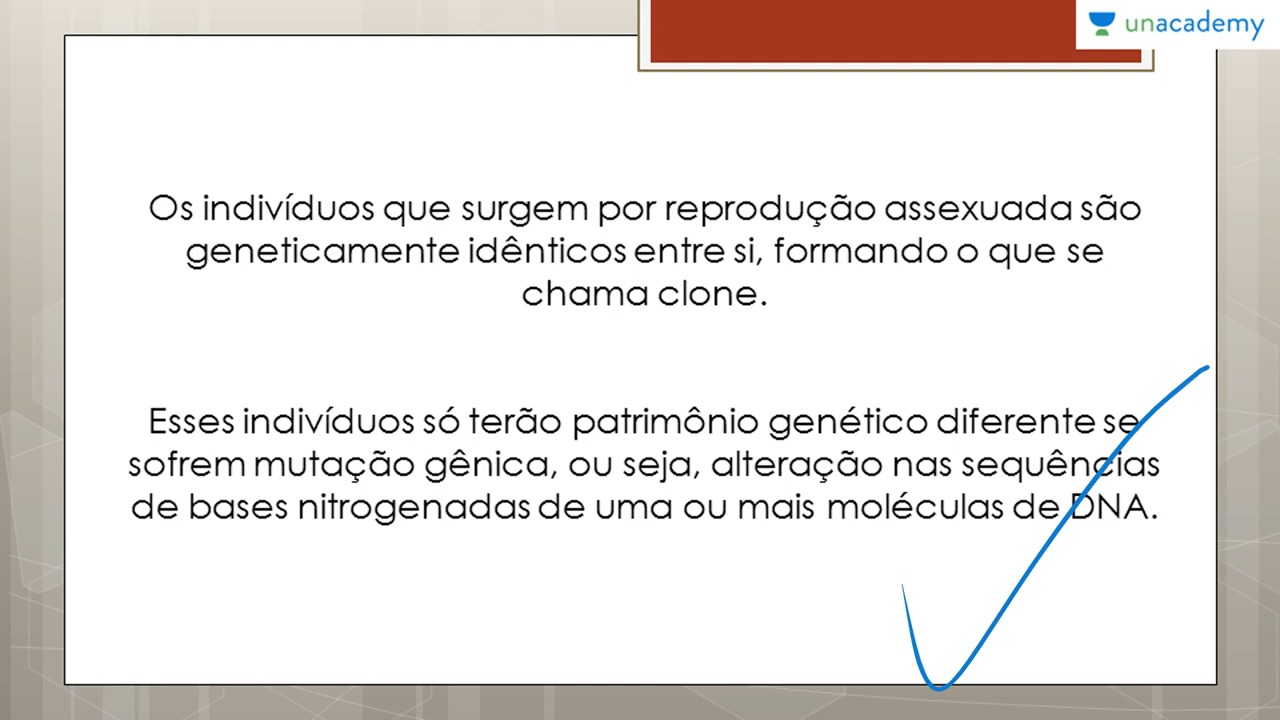 unacademy
Os indivíduos que surgem por reprodução assexuada são
geneticamente idênticos entre si, formando o que se
chama clone.
Esses indivíduos só terão patrimônio genético diferente se
sofrem mutação gênica, ou seja, alteração nas sequências
de bases nitrogenadas de uma ou mais moléculas de DNA.